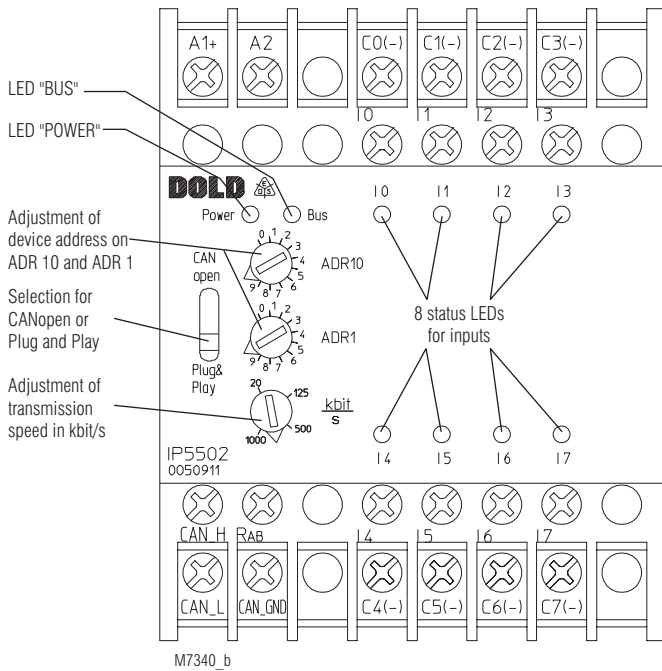 A1+ A2 C0(-) C1(-) C2(-) C3(-)
LED "BUS"
I0 I1 I2 I3
LED "POWER"
DOLD E D S
I0 I1 I2 I3
Power Bus
Adjustment of
device address on
ADR 10 and ADR 1
0 1 2 3 4 5 6 7 8 9
ADR10
CAN
open
Selection for
CANopen or
Plug and Play
8 status LEDs
for inputs
0 1 2 3 4 5 6 7 8 9
ADR1
Plug&
Play
Adjustment of
transmission
speed in kbit/s
20 125 500 1000
kbit
s
IP5502
0050911
I4 I5 I6 I7
CAN_H RAB I4 I5 I6 I7
CAN_L CAN_GND C4(-) C5(-) C6(-) C7(-)
M7340_b